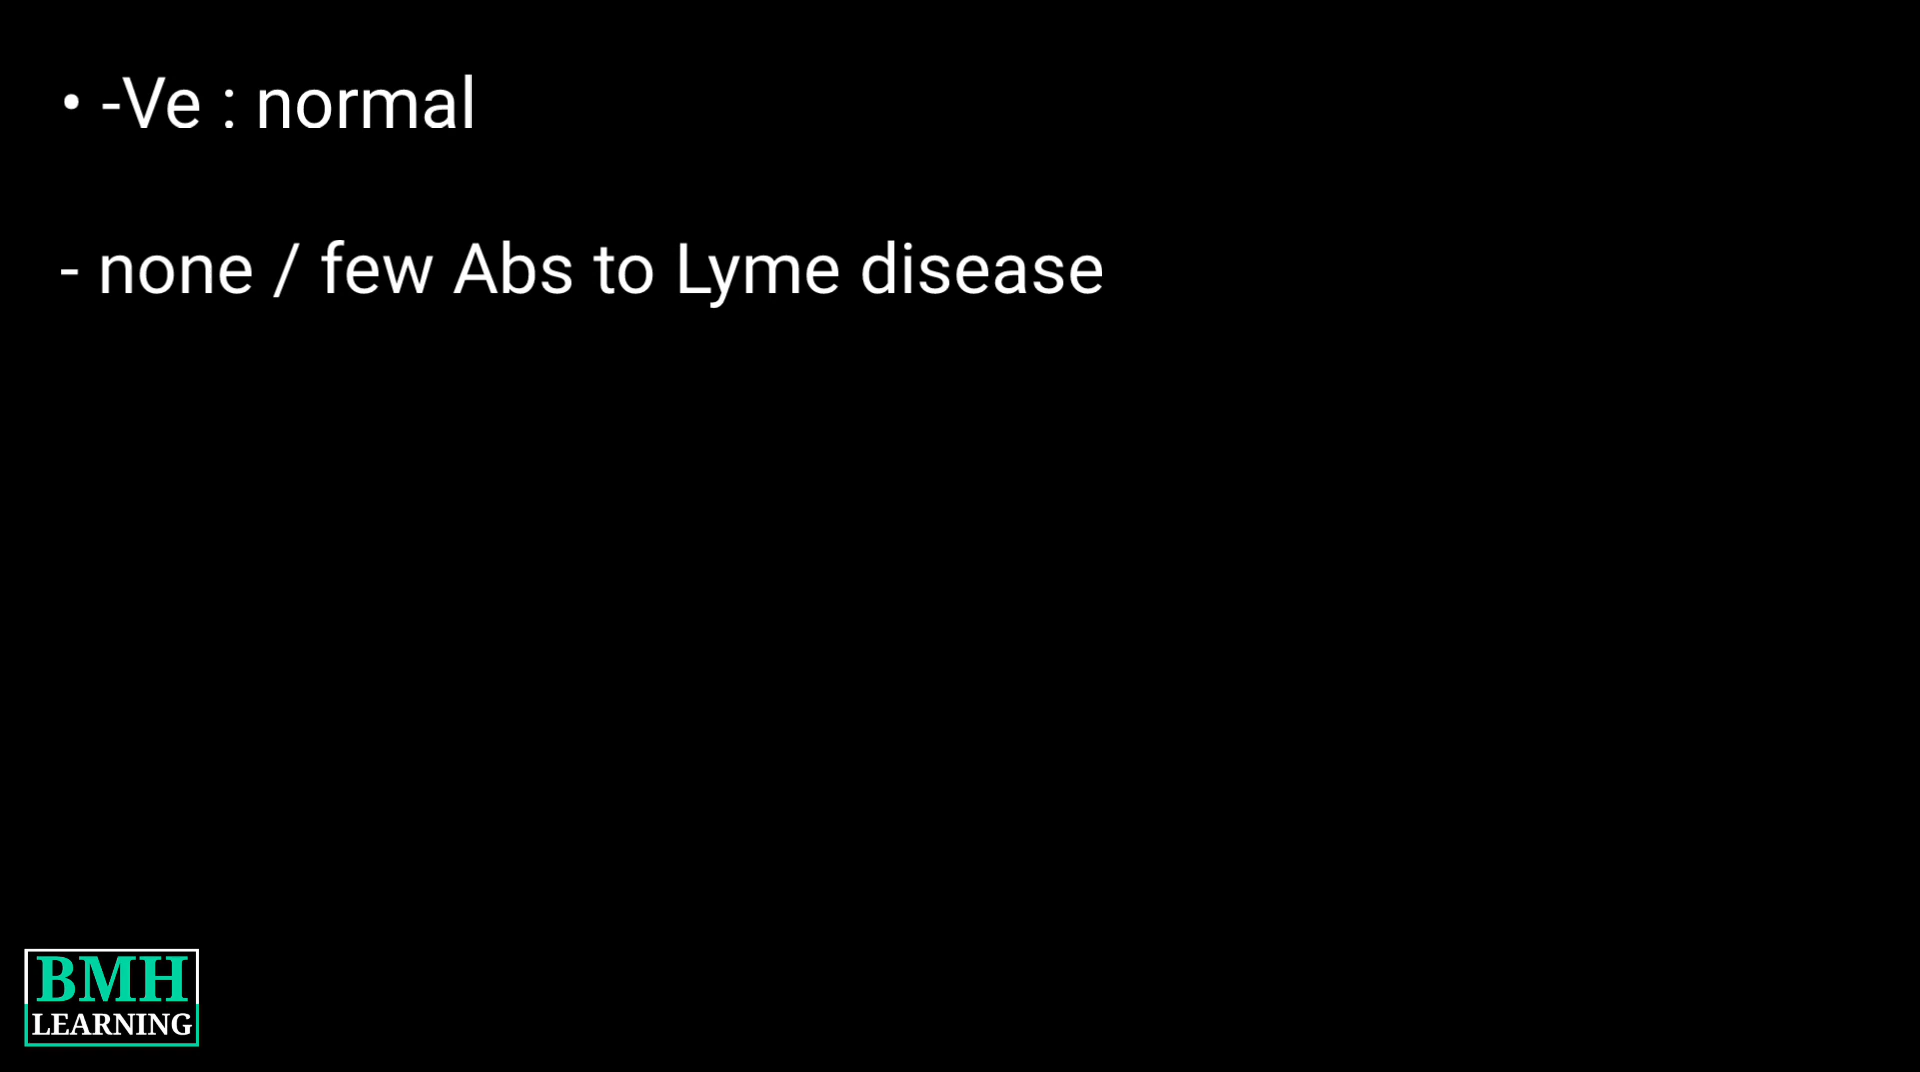 • -Ve : normal
- none / few Abs to Lyme disease
BMH
LEARNING